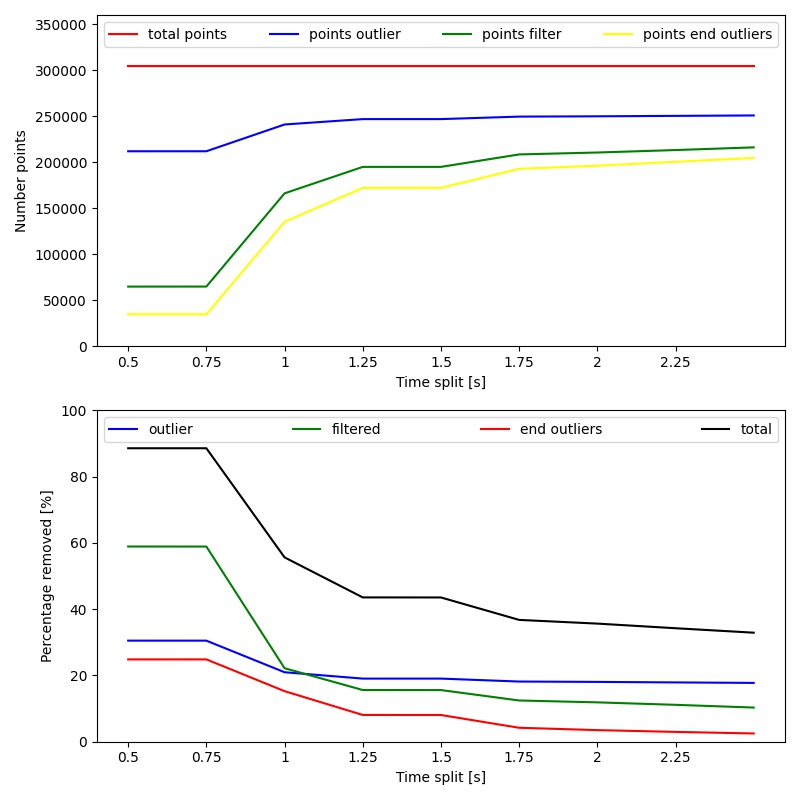 350000
total points points outlier points filter points end outliers
300000
250000
200000
150000
100000
50000
0
Number points
0.5 0.75 1 1.25 1.5 1.75 2 2.25
Time split [s]
100
outlier filtered end outliers total
80
60
40
20
0
Percentage removed [%]
0.5 0.75 1 1.25 1.5 1.75 2 2.25
Time split [s]